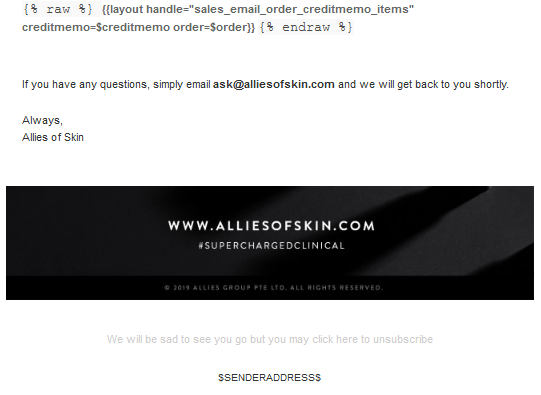 {% raw %} {{layout handle="sales_email_order_creditmemo_items"
creditmemo=$creditmemo order=$order}} {% endraw %}
If you have any questions, simply email ask@alliesofskin.com and we will get back to you shortly.
Always,
Allies of Skin
WWW.ALLIESOFSKIN.COM
#SUPERCHARGEDCLINICAL
© 2019 ALLIES GROUP PTE LTD. ALL RIGHTS RESERVED.
We will be sad to see you go but you may click here to unsubscribe
$SENDERADDRESS$